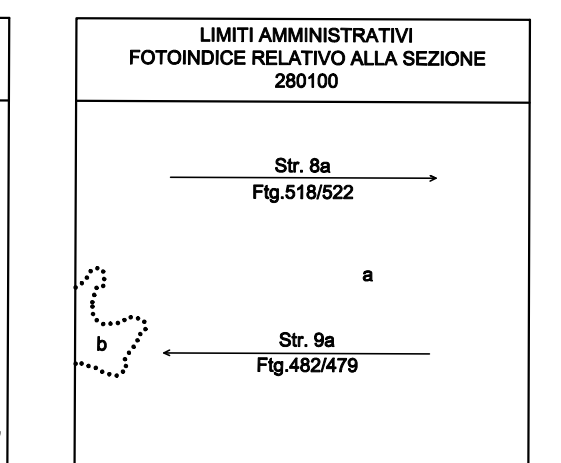 LIMITI AMMINISTRATIVI
FOTOINDICE RELATIVO ALLA SEZIONE
280100
Str. 8a
Ftg.518/522
a
Str. 9a
b
Ftg.482/479